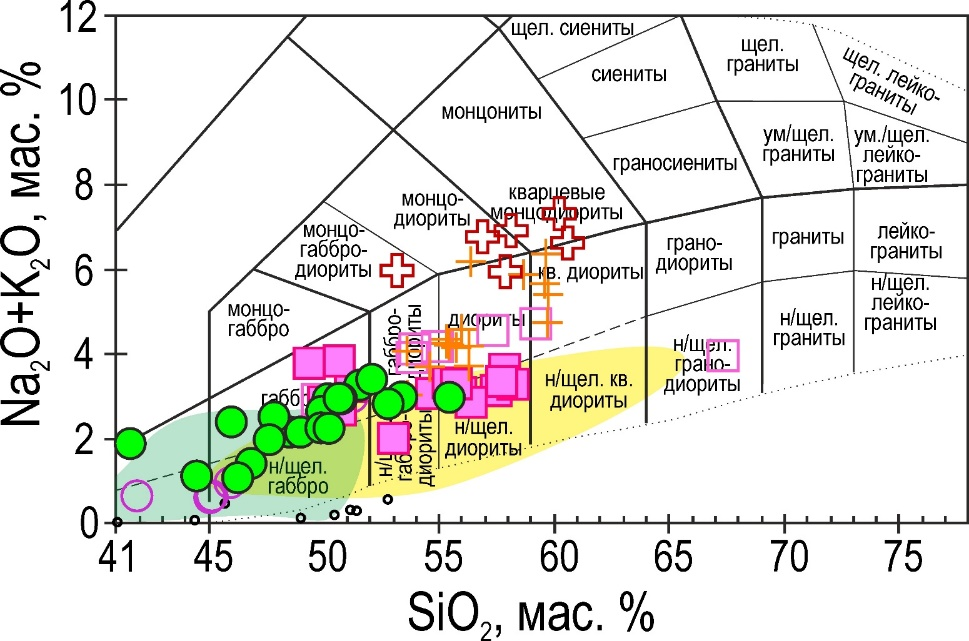 12
10
8
6
4
2
0
Na₂O+K₂O, мас. %
щел. сиениты
сиениты
щел.
граниты
щел. лейко-
граниты
монцониты
граносиениты
ум/щел.
граниты
ум./щел.
лейко-
граниты
монцо-
диориты
кварцевые
монцодиориты
монцо-
габбро-
диориты
кв. диориты
грано-
диориты
граниты
лейко-
граниты
монцо-
габбро
габбро-
диориты
диориты
н/щел.
лейко-
граниты
н/щел.
граниты
н/щел.
грано-
диориты
н/щел. кв.
диориты
н/щел.
диориты
н/щел.
габбро
41
45
50
55
60
65
70
75
SiO₂, мас. %